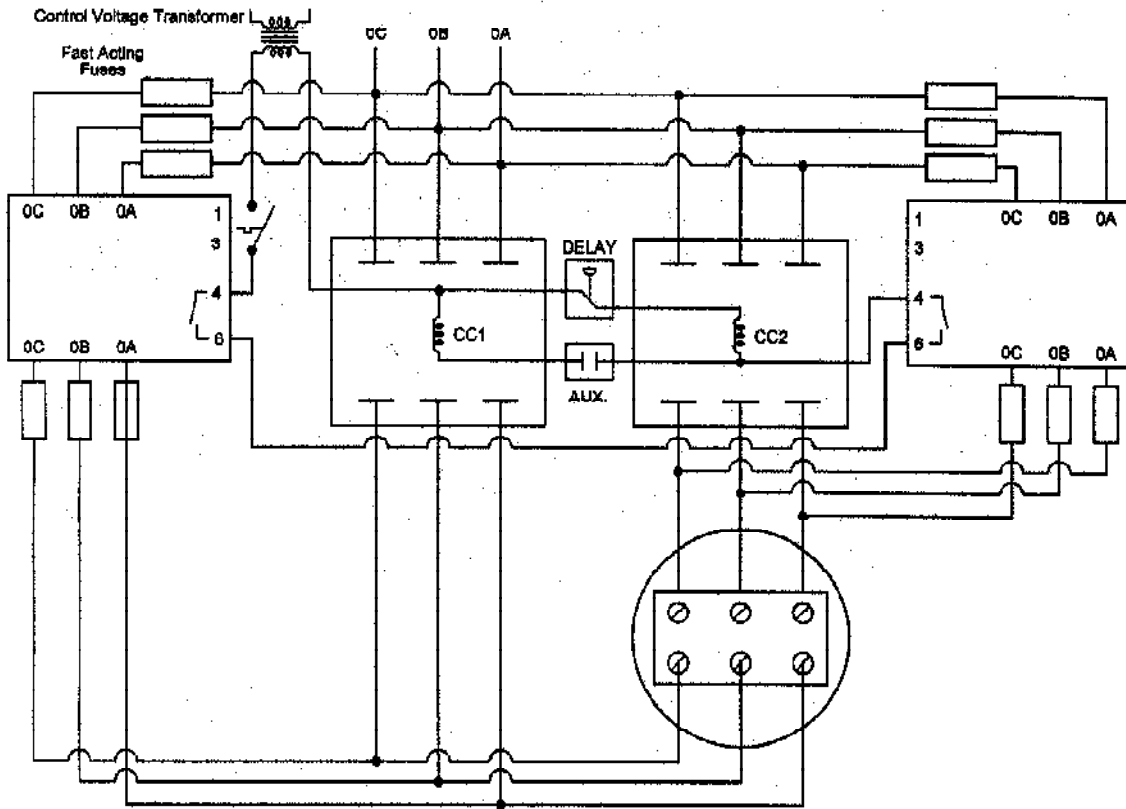 Control Voltage Transformer
0C 0B 0A
Fast Acting
Fuses
0C 0B 0A
1
3
4
6
0C 0B 0A
DELAY
CC1
CC2
AUX.
0C 0B 0A
1
3
4
6
0C 0B 0A